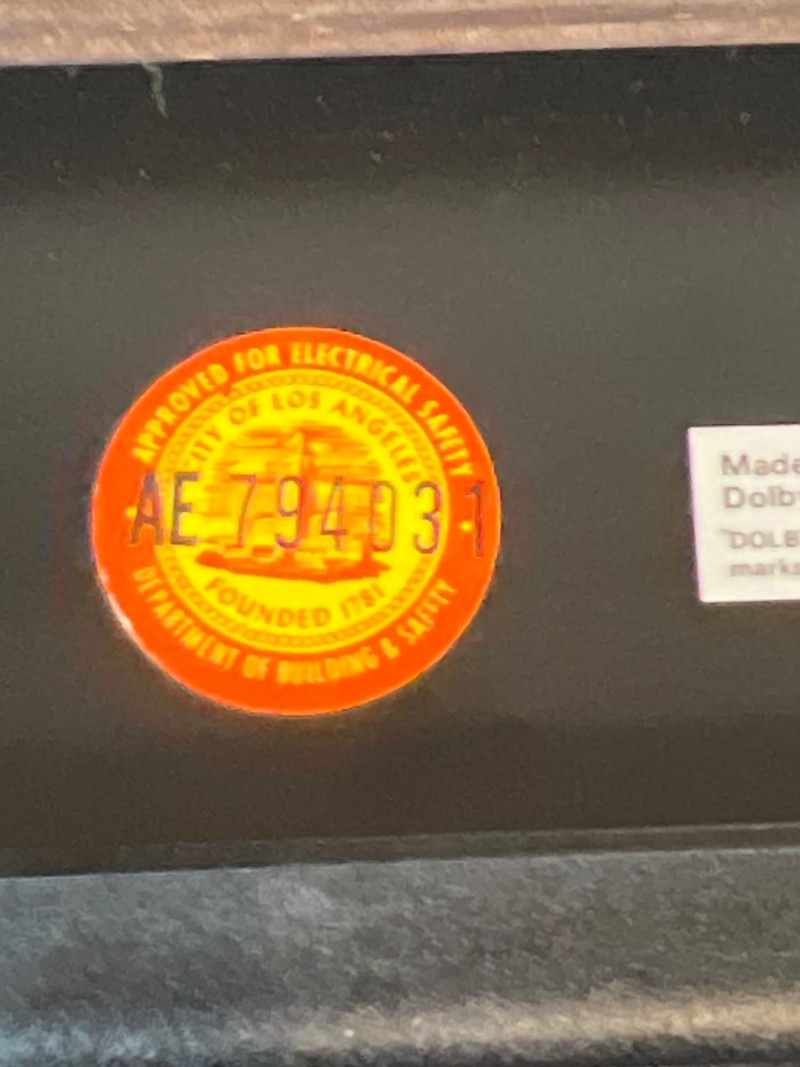 APPROVED FOR ELECTRICAL SAFETY
CITY OF LOS ANGELES
AE 794031
FOUNDED 1781
DEPARTMENT OF BUILDING & SAFETY
Made
Dolb
"DOLB
marks